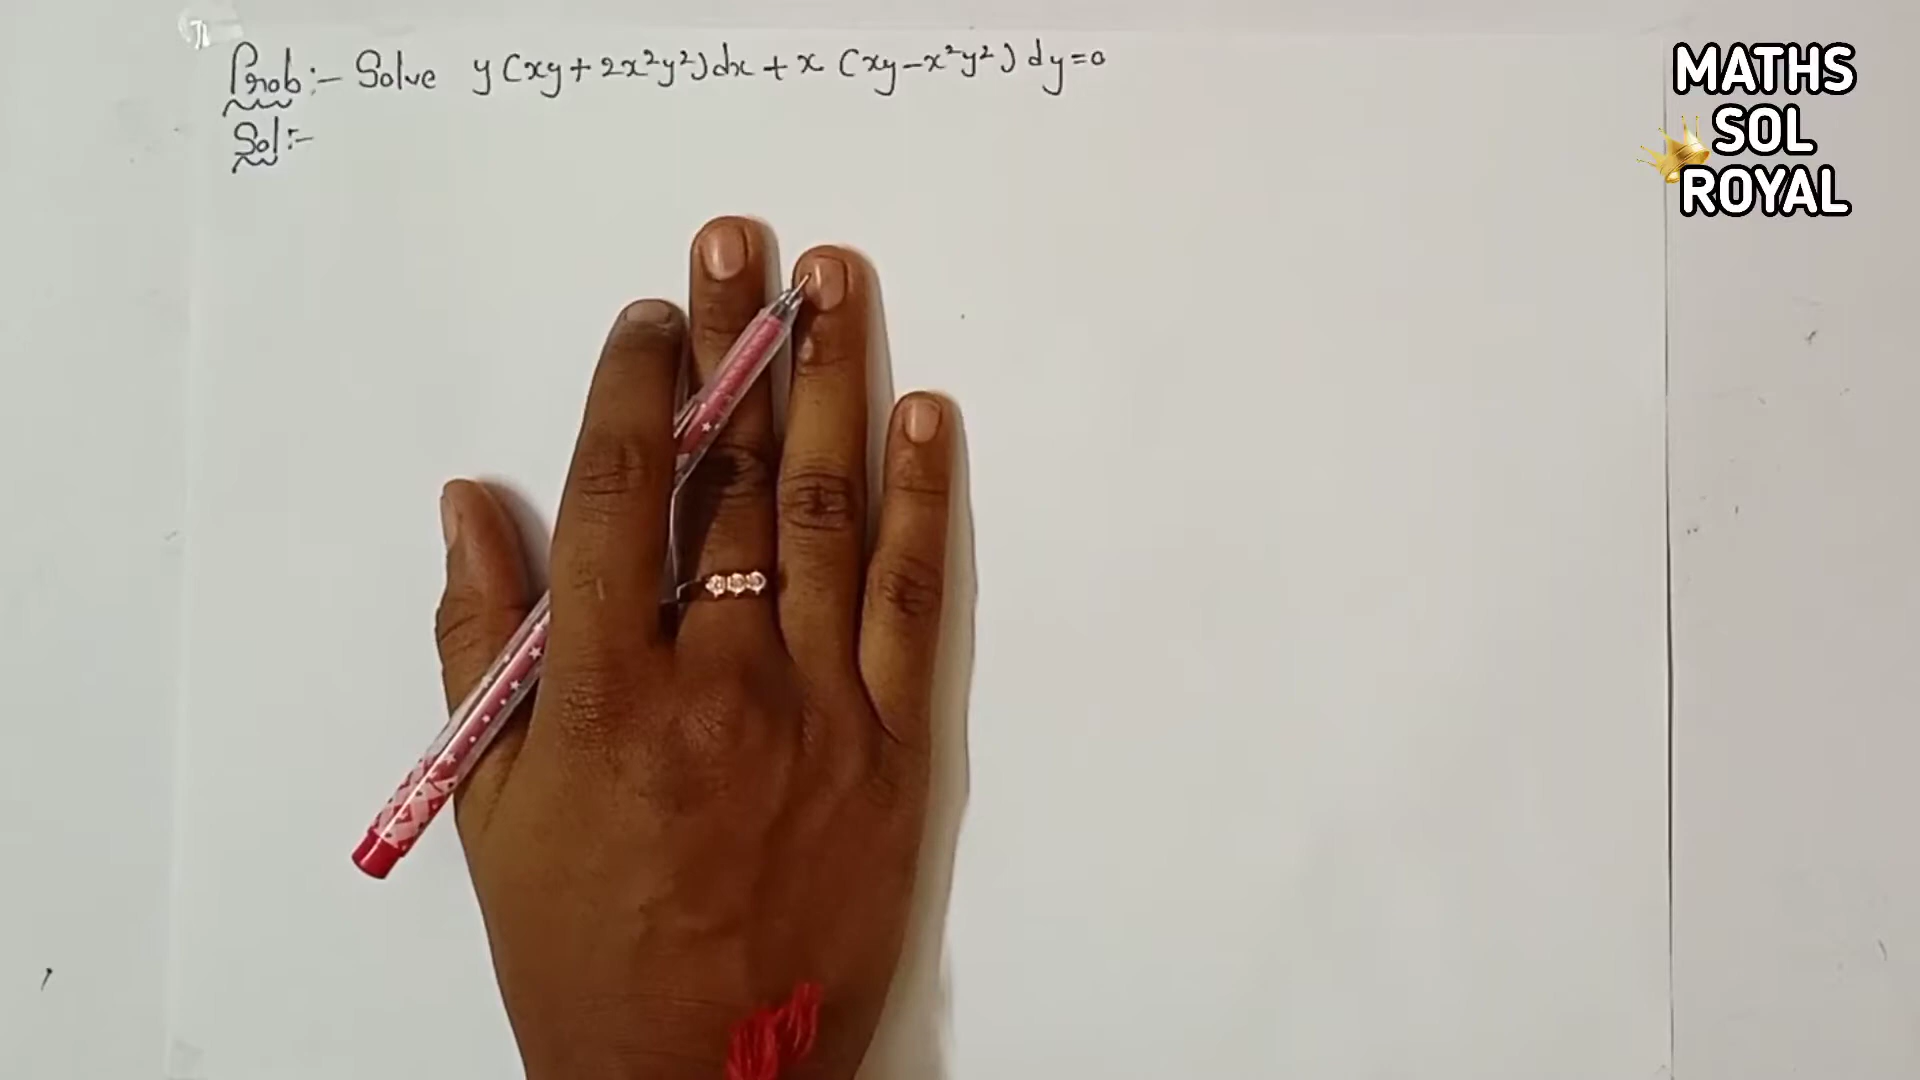 Prob:- Solve y(xy+2x²y²)dx+x(xy-x²y²)dy=0
Sol:-
MATHS
SOL
ROYAL